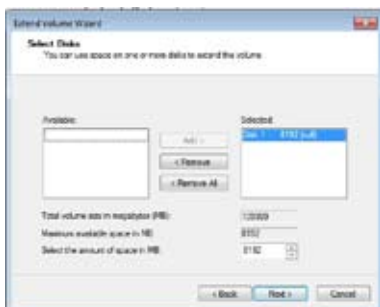 Extend Volume Wizard
Select Disks
You can use space on one or more disks to extend the volume.
Available:
Selected:
Add >
Disk 1 8192 MB
< Remove
< Remove All
Total volume size in megabytes (MB):
Maximum available space in MB:
8192
Select the amount of space in MB:
8192
< Back
Next >
Cancel